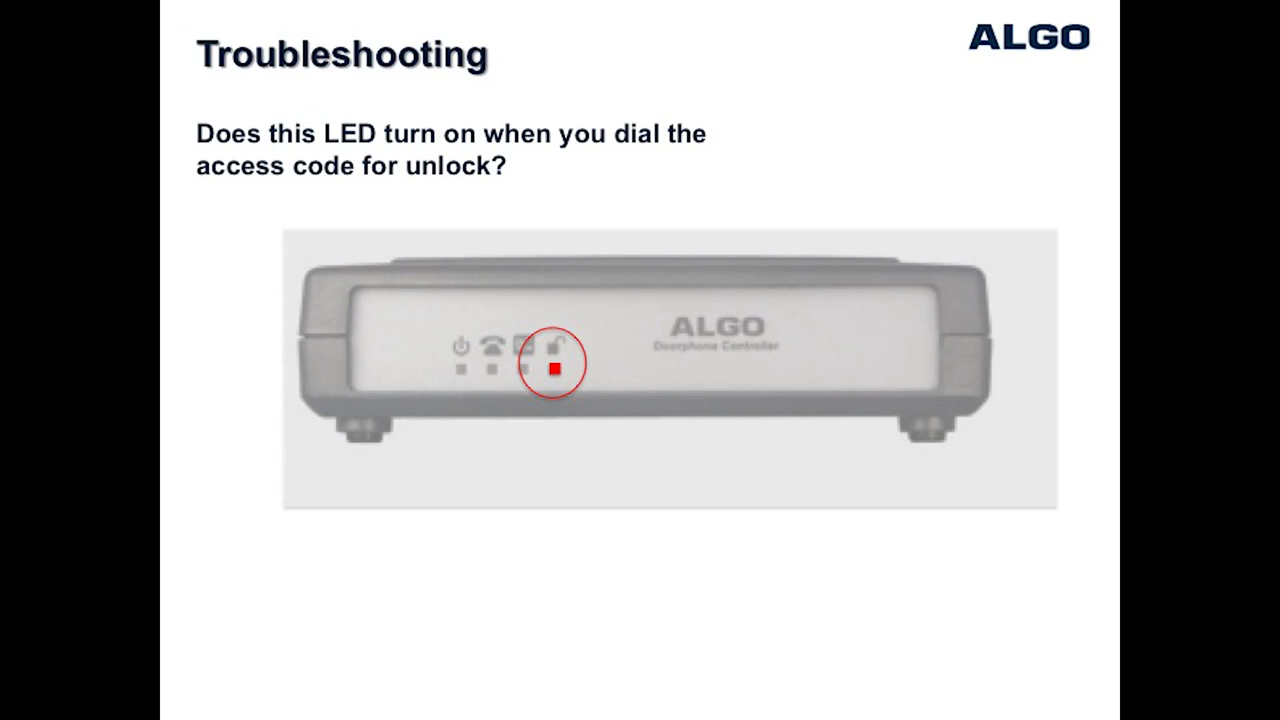 Troubleshooting
ALGO
Does this LED turn on when you dial the
access code for unlock?
ALGO
Doorphone Controller